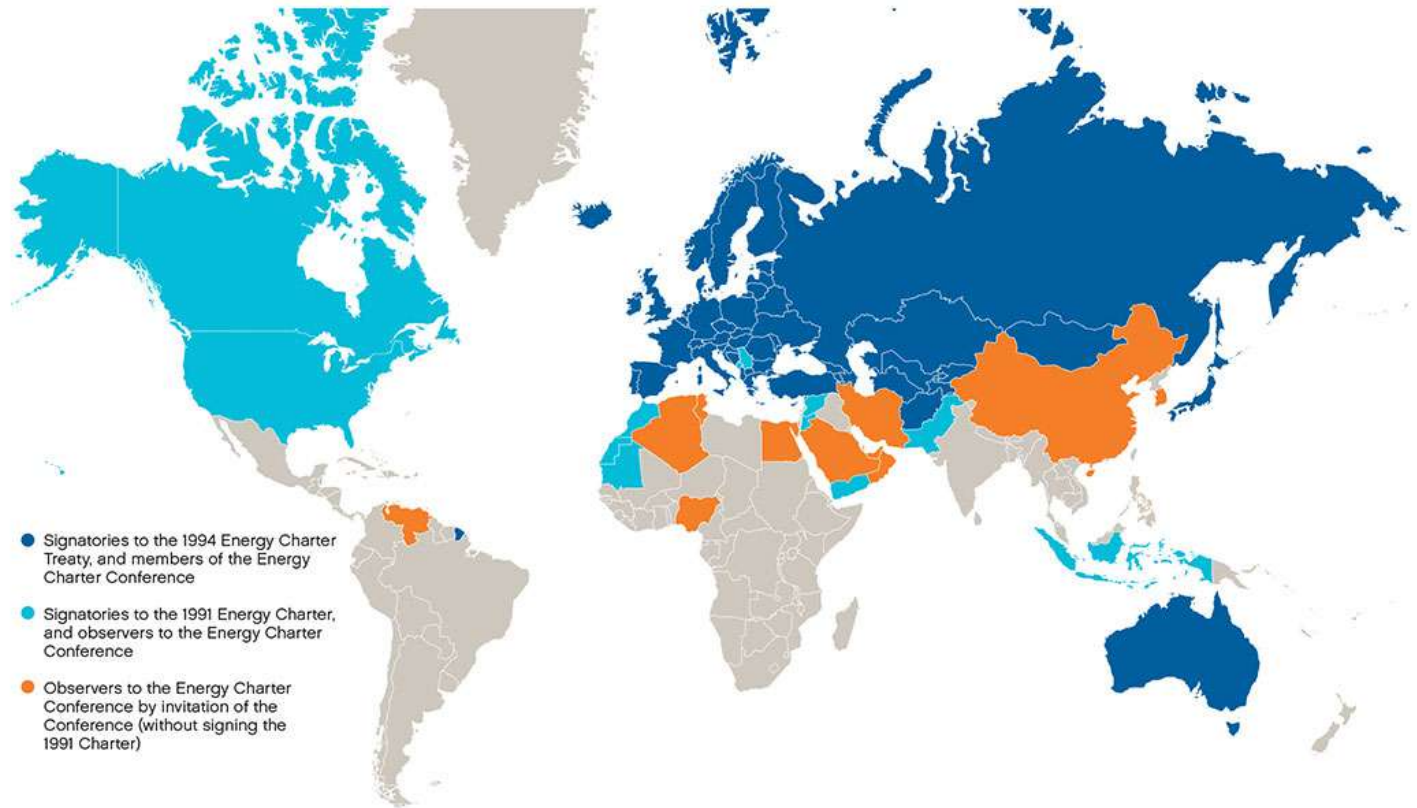 Signatories to the 1994 Energy Charter
Treaty, and members of the Energy
Charter Conference
Signatories to the 1991 Energy Charter,
and observers to the Energy Charter
Conference
Observers to the Energy Charter
Conference by invitation of the
Conference (without signing the
1991 Charter)